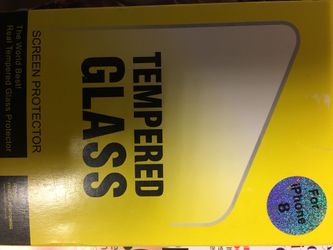 The World Best!
Real Tempered Glass Protector
SCREEN PROTECTOR
TEMPERED
GLASS
For
iPhone
8